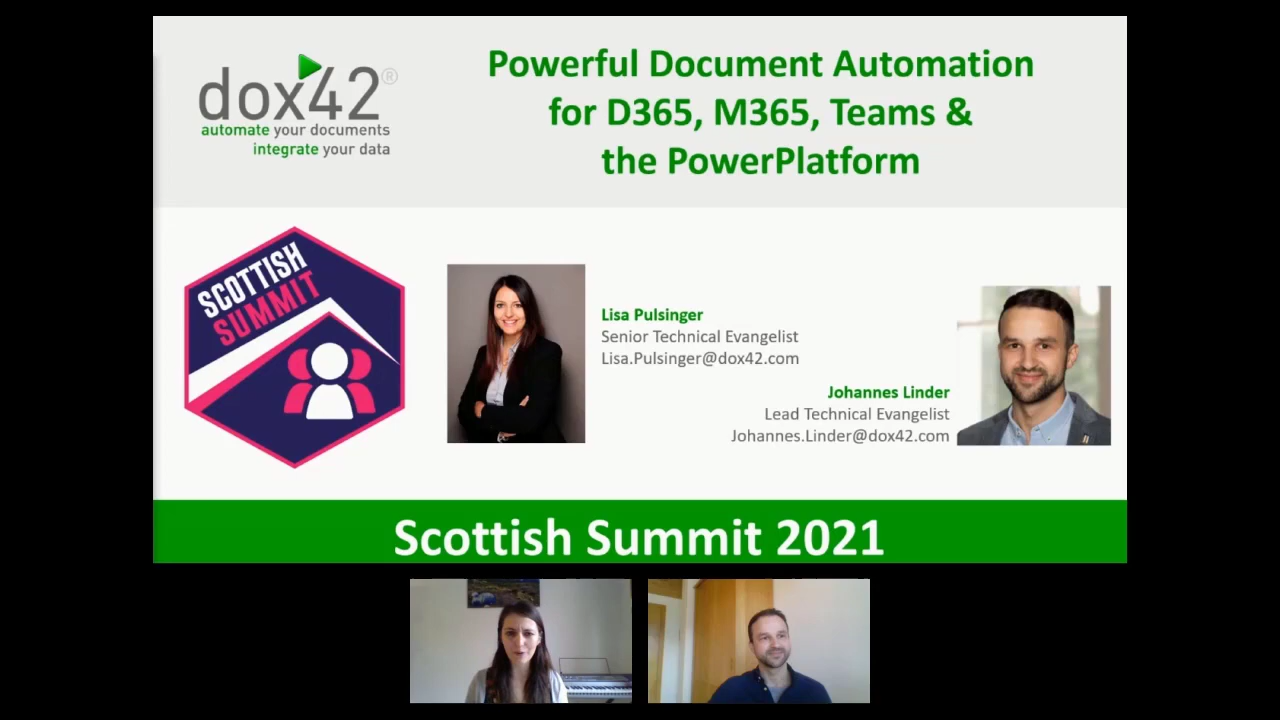 dox42®
automate your documents
integrate your data
Powerful Document Automation
for D365, M365, Teams &
the PowerPlatform
SCOTTISH
SUMMIT
Lisa Pulsinger
Senior Technical Evangelist
Lisa.Pulsinger@dox42.com
Johannes Linder
Lead Technical Evangelist
Johannes.Linder@dox42.com
Scottish Summit 2021